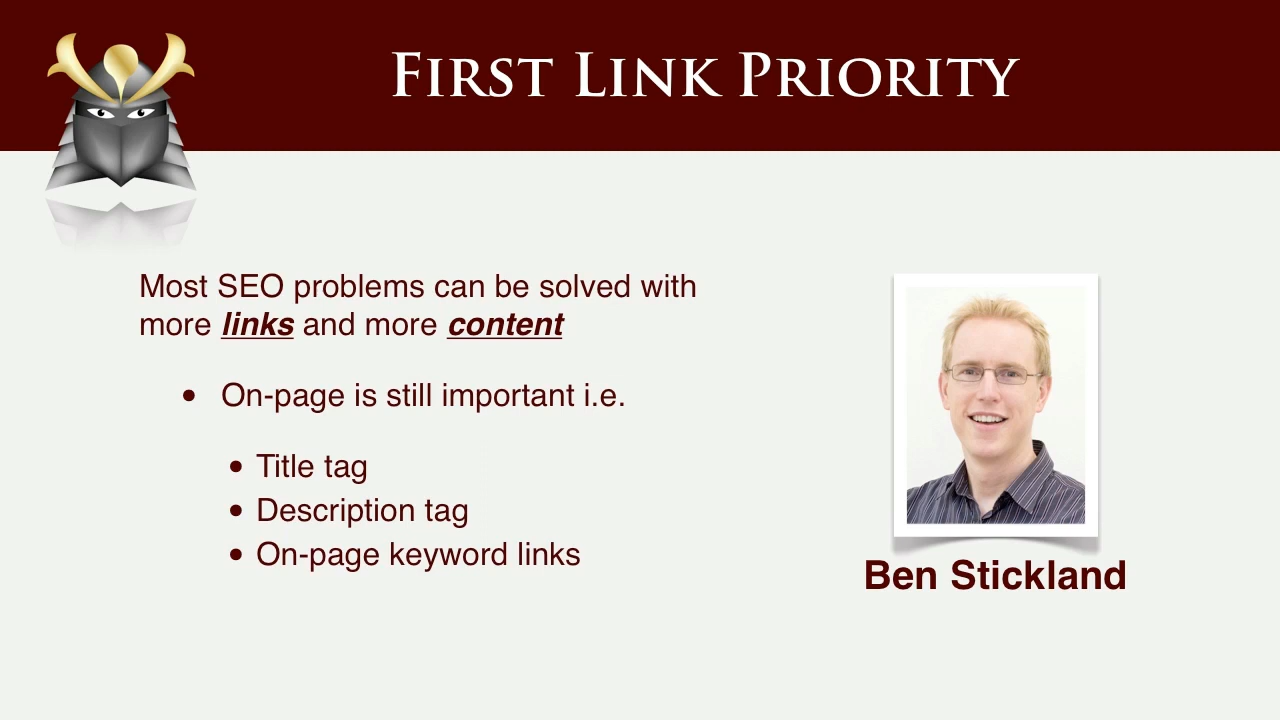 First Link Priority
Most SEO problems can be solved with
more links and more content
• On-page is still important i.e.
• Title tag
• Description tag
• On-page keyword links
Ben Stickland